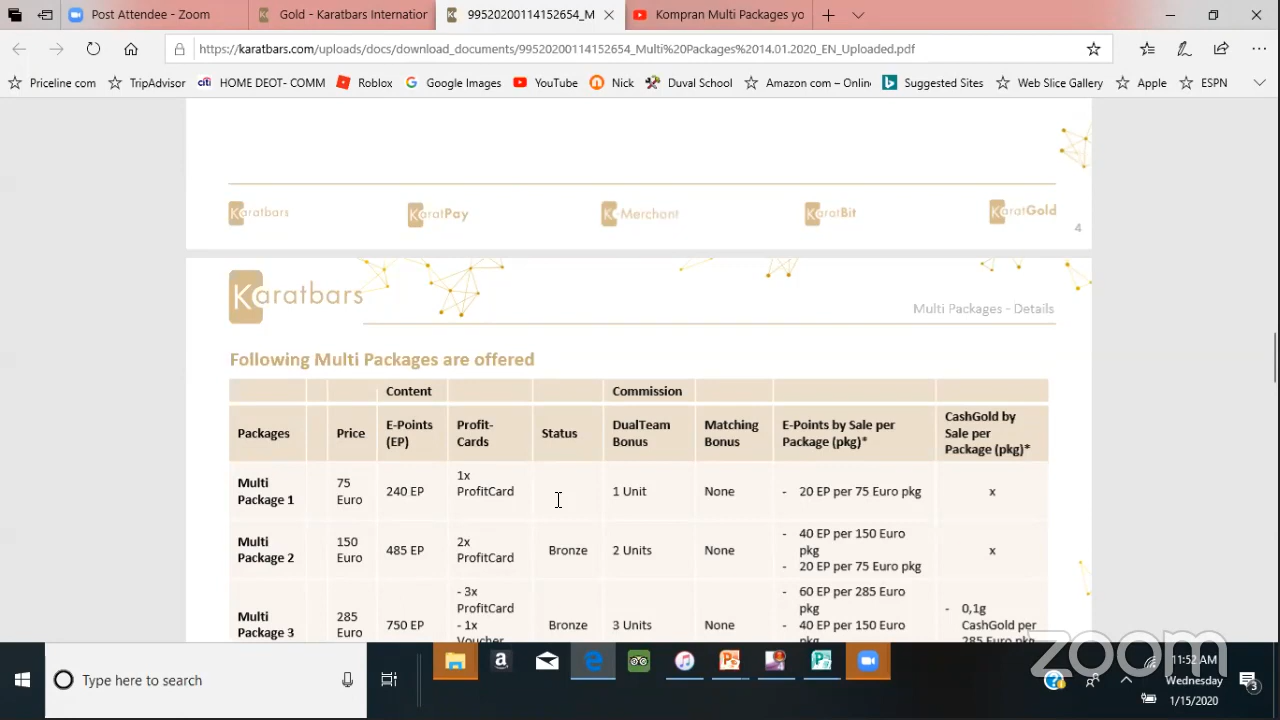 Post Attendee - Zoom
Gold - Karatbars Internation
99520200114152654_M
Kompran Multi Packages yo
https://karatbars.com/uploads/docs/download_documents/99520200114152654_Multi%20Packages%2014.01.2020_EN_Uploaded.pdf
Priceline.com
TripAdvisor
citi
HOME DEOT- COMM
Roblox
Google Images
YouTube
Nick
Duval School
Amazon.com – Onlin
Suggested Sites
Web Slice Gallery
Apple
ESPN
Karatbars
KaratPay
K-Merchant
KaratBit
KaratGold
4
Karatbars
Multi Packages - Details
Following Multi Packages are offered
Content
Commission
Packages
Price
E-Points
(EP)
Profit-
Cards
Status
DualTeam
Bonus
Matching
Bonus
E-Points by Sale per
Package (pkg)*
CashGold by
Sale per
Package (pkg)*
Multi
Package 1
75
Euro
240 EP
1x
ProfitCard
1 Unit
None
- 20 EP per 75 Euro pkg
x
Multi
Package 2
150
Euro
485 EP
2x
ProfitCard
Bronze
2 Units
None
- 40 EP per 150 Euro
pkg
- 20 EP per 75 Euro pkg
x
Multi
Package 3
285
Euro
750 EP
- 3x
ProfitCard
- 1x
Voucher
Bronze
3 Units
None
- 60 EP per 285 Euro
pkg
- 40 EP per 150 Euro
pkg
- 0,1g
CashGold per
285 Euro pkg
zoom
Type here to search
11:52 AM
Wednesday
1/15/2020
3